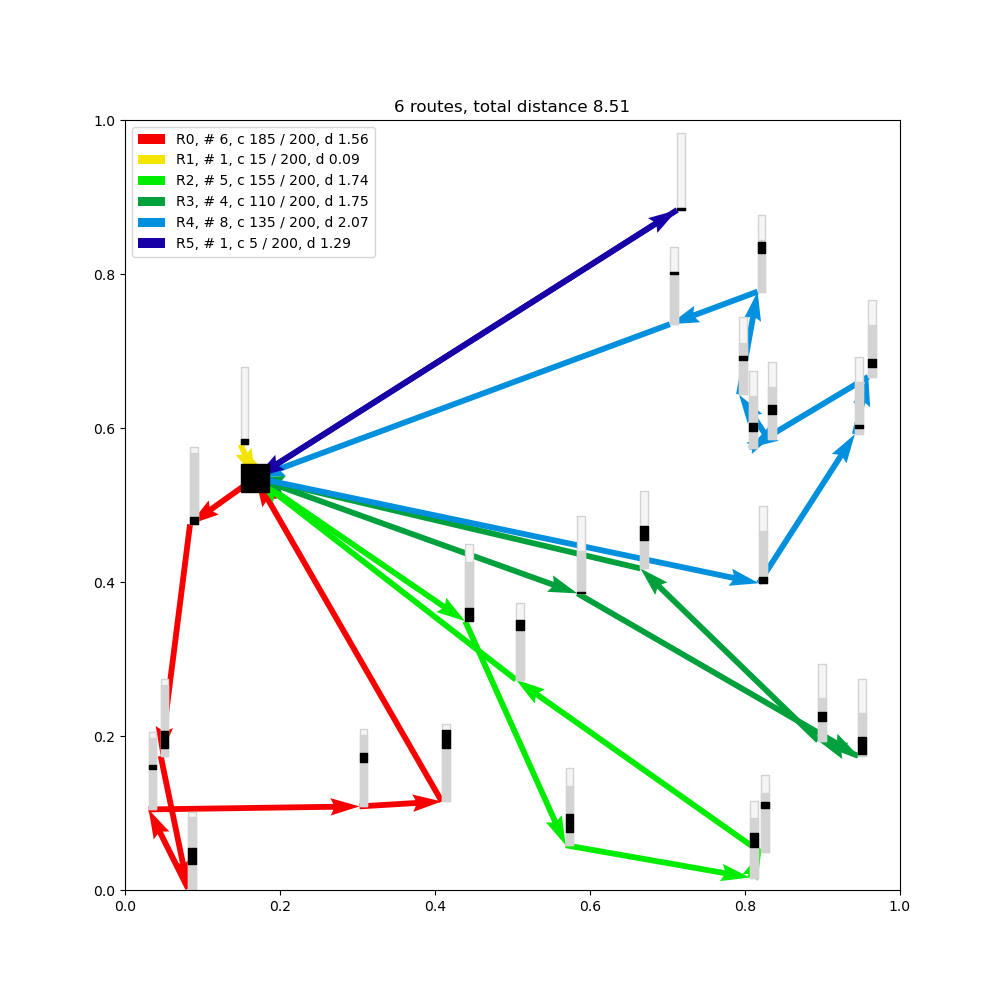 6 routes, total distance 8.51
1.0
R0, # 6, c 185 / 200, d 1.56
R1, # 1, c 15 / 200, d 0.09
R2, # 5, c 155 / 200, d 1.74
R3, # 4, c 110 / 200, d 1.75
R4, # 8, c 135 / 200, d 2.07
R5, # 1, c 5 / 200, d 1.29
0.8
0.6
0.4
0.2
0.0
0.0 0.2 0.4 0.6 0.8 1.0